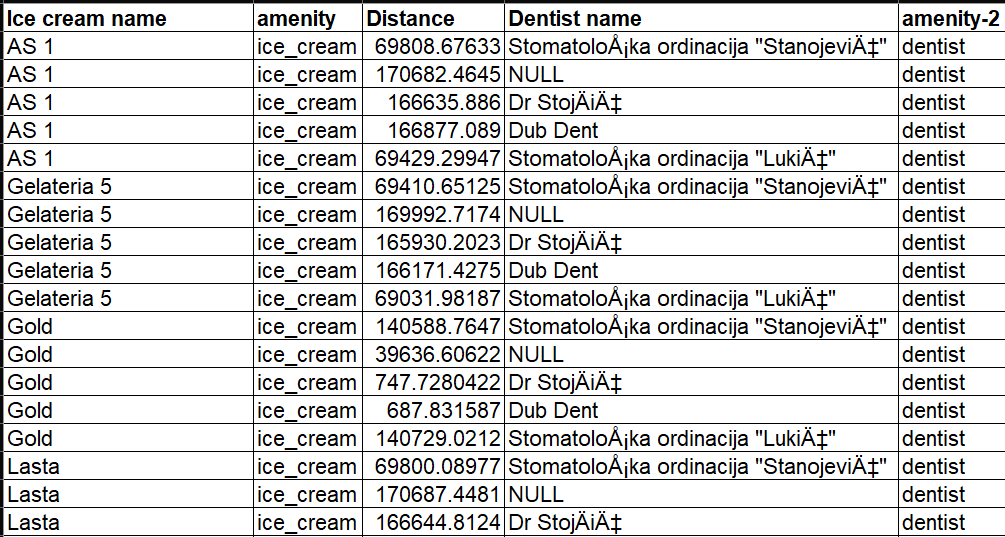 Ice cream name amenity Distance Dentist name amenity-2
AS 1 ice_cream 69808.67633 StomatoloÅ¡ka ordinacija "StanojeviÄ‡" dentist
AS 1 ice_cream 170682.4645 NULL dentist
AS 1 ice_cream 166635.886 Dr StojÄiÄ‡ dentist
AS 1 ice_cream 166877.089 Dub Dent dentist
AS 1 ice_cream 69429.29947 StomatoloÅ¡ka ordinacija "LukiÄ‡" dentist
Gelateria 5 ice_cream 69410.65125 StomatoloÅ¡ka ordinacija "StanojeviÄ‡" dentist
Gelateria 5 ice_cream 169992.7174 NULL dentist
Gelateria 5 ice_cream 165930.2023 Dr StojÄiÄ‡ dentist
Gelateria 5 ice_cream 166171.4275 Dub Dent dentist
Gelateria 5 ice_cream 69031.98187 StomatoloÅ¡ka ordinacija "LukiÄ‡" dentist
Gold ice_cream 140588.7647 StomatoloÅ¡ka ordinacija "StanojeviÄ‡" dentist
Gold ice_cream 39636.60622 NULL dentist
Gold ice_cream 747.7280422 Dr StojÄiÄ‡ dentist
Gold ice_cream 687.831587 Dub Dent dentist
Gold ice_cream 140729.0212 StomatoloÅ¡ka ordinacija "LukiÄ‡" dentist
Lasta ice_cream 69800.08977 StomatoloÅ¡ka ordinacija "StanojeviÄ‡" dentist
Lasta ice_cream 170687.4481 NULL dentist
Lasta ice_cream 166644.8124 Dr StojÄiÄ‡ dentist